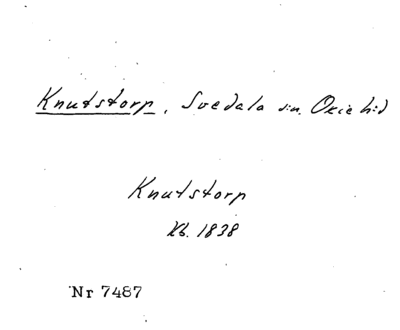 Knutstorp, Svedala sn. Oxie hd
Knutstorp
Kb. 1838
Nr 7487